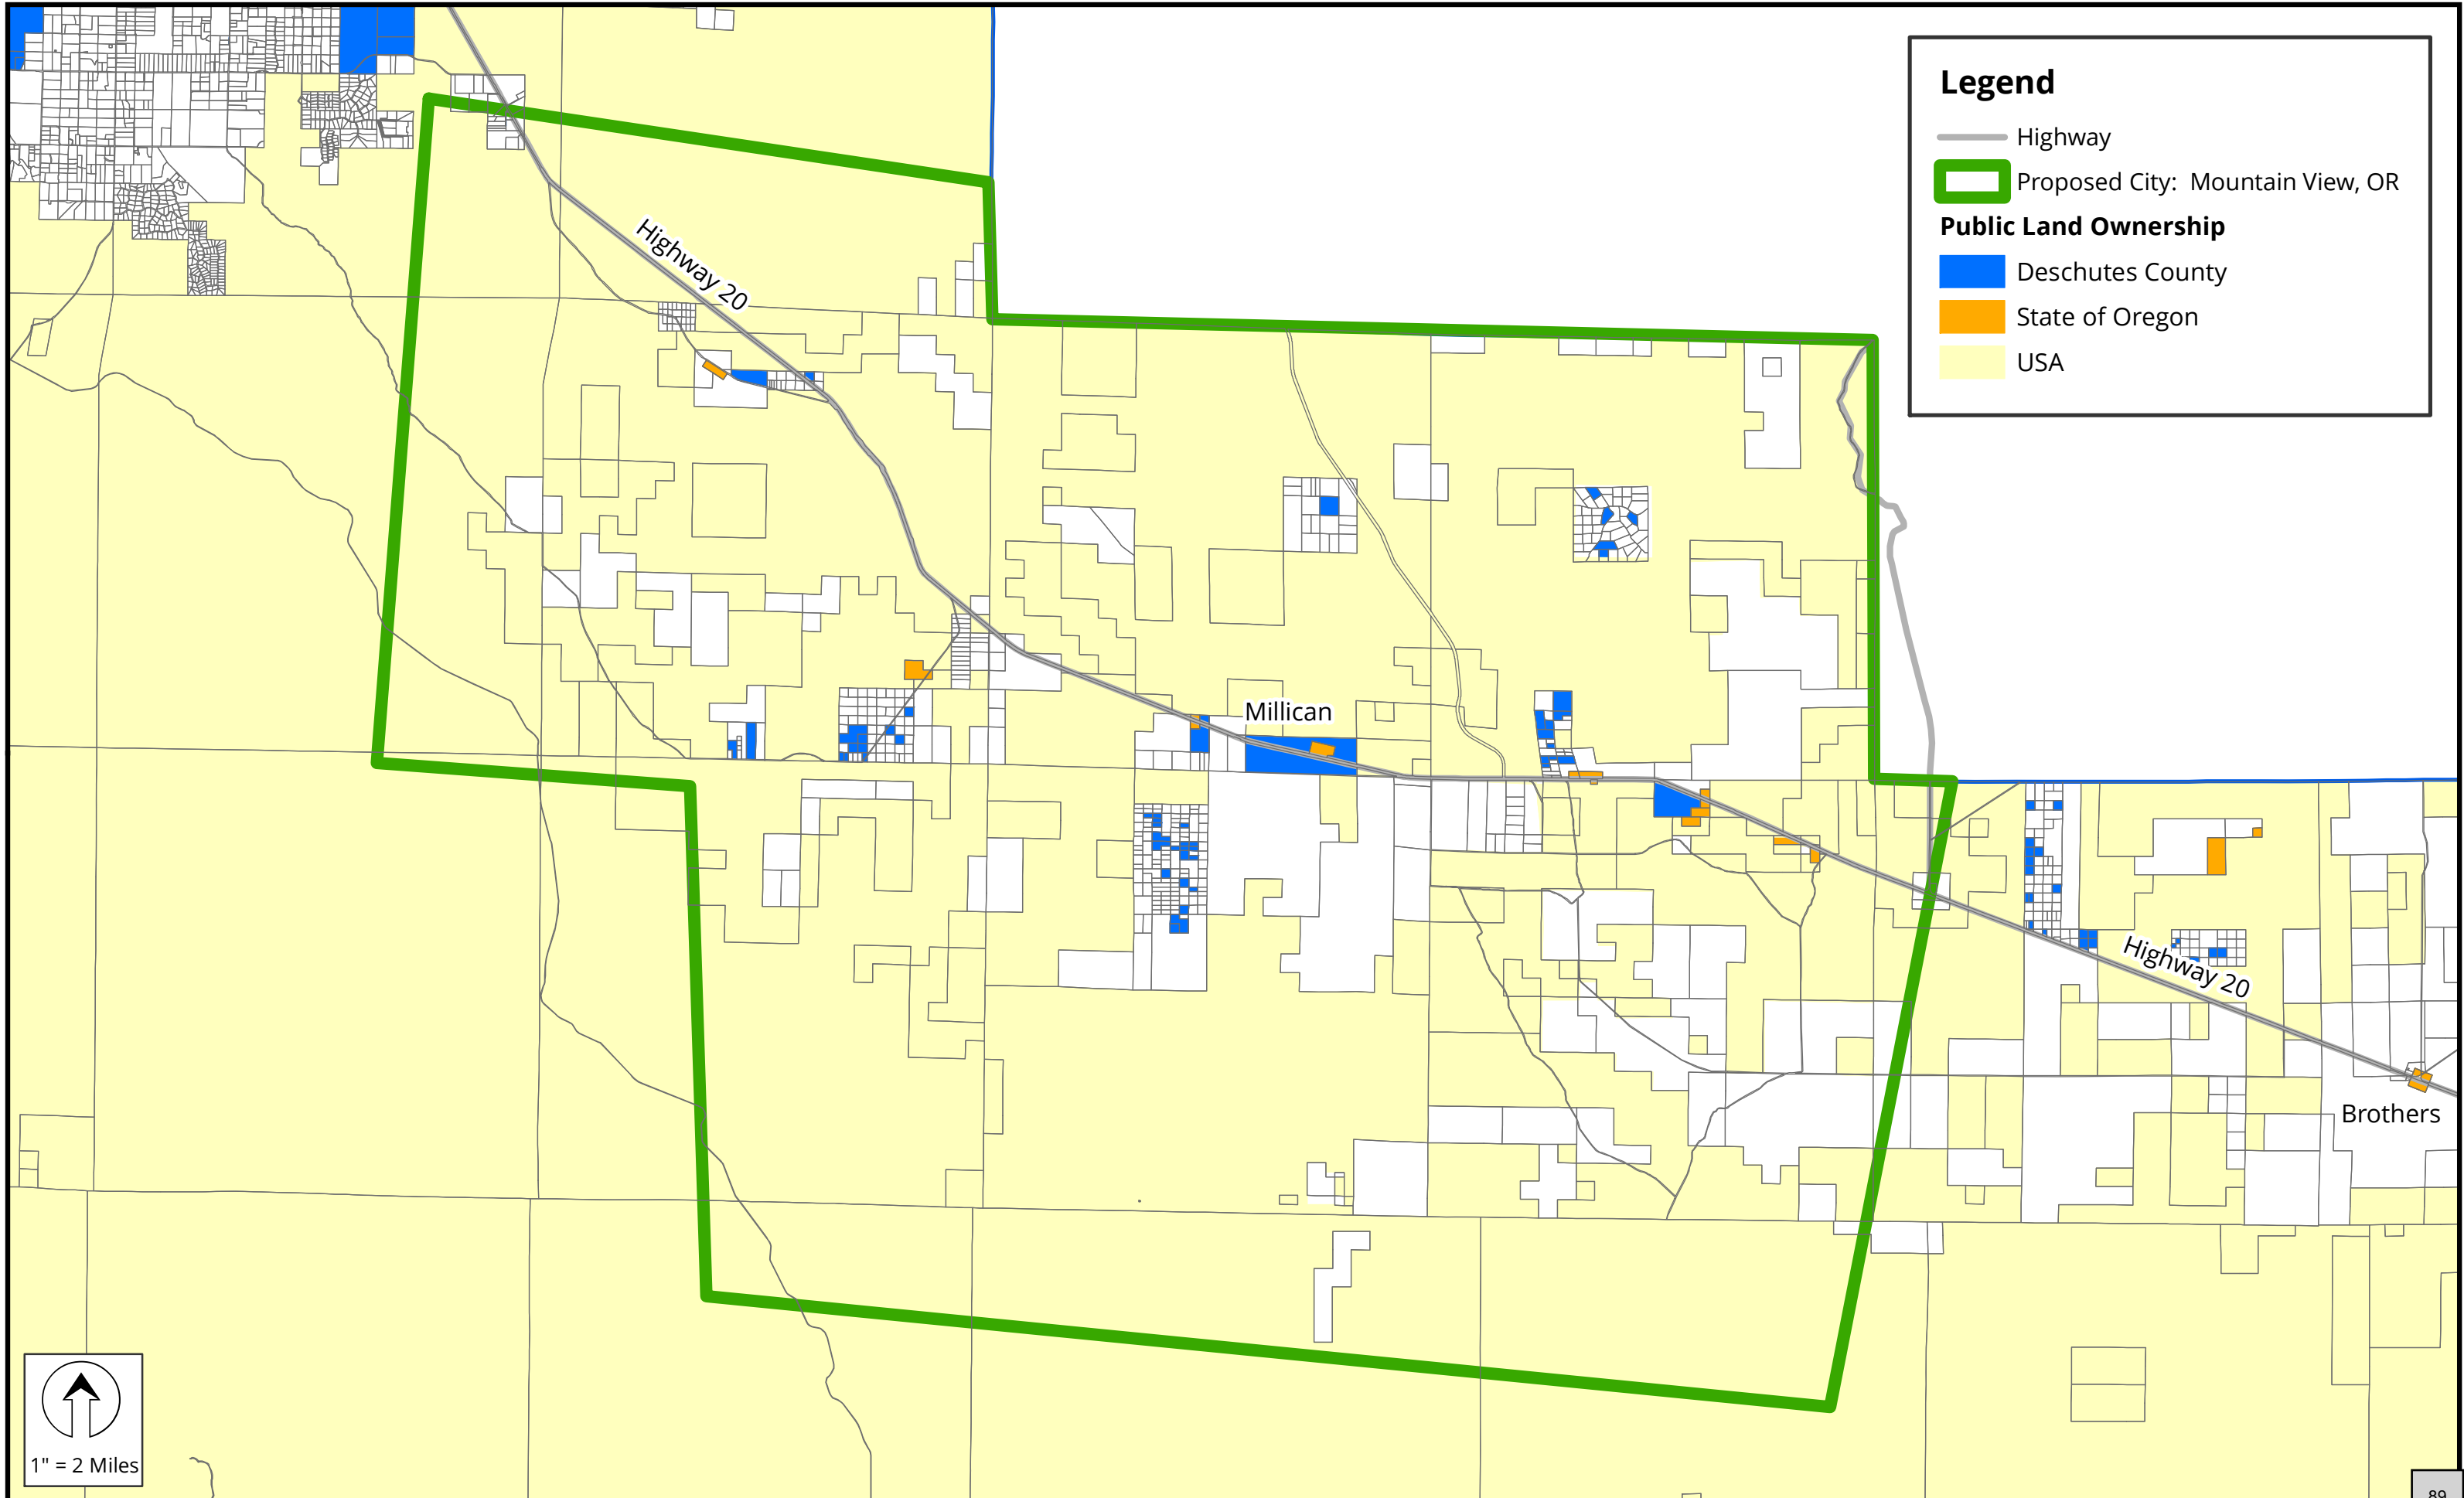 Legend
Highway
Proposed City:  Mountain View, OR
Public Land Ownership
Deschutes County
State of Oregon
USA
Highway 20
Millican
Highway 20
Brothers
1" = 2 Miles
89